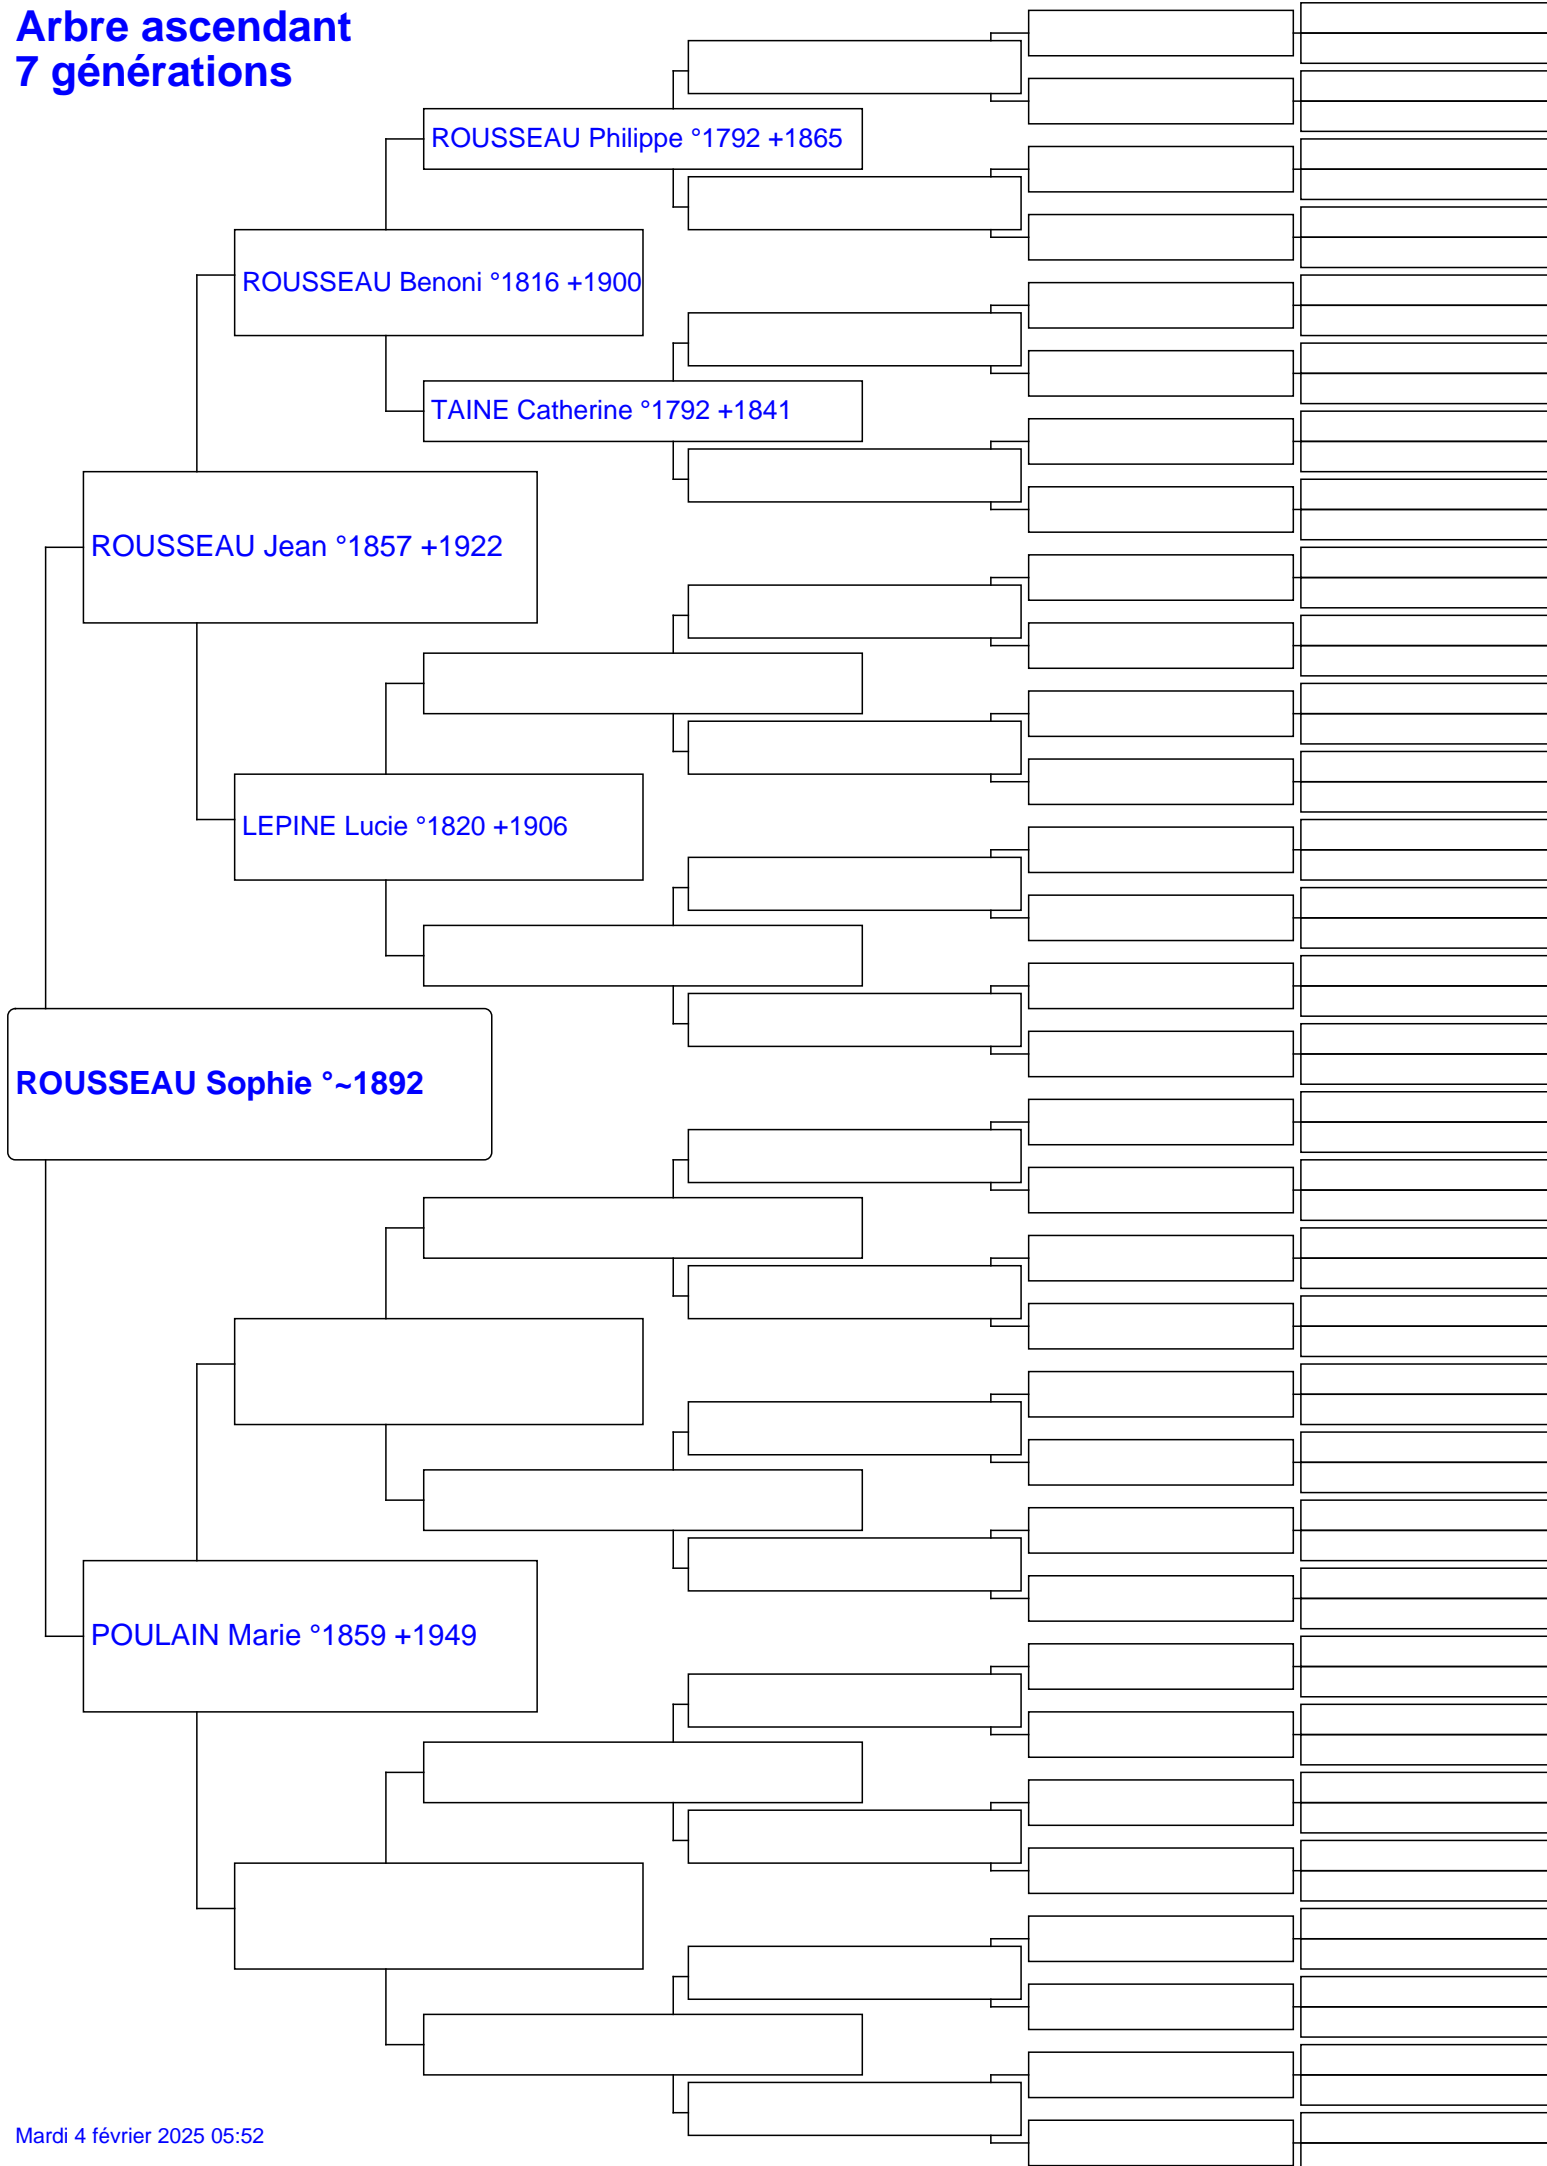 Arbre ascendant
7 générations
ROUSSEAU Philippe °1792 +1865
ROUSSEAU Benoni °1816 +1900
TAINE Catherine °1792 +1841
ROUSSEAU Jean °1857 +1922
LEPINE Lucie °1820 +1906
ROUSSEAU Sophie °~1892
POULAIN Marie °1859 +1949
Mardi 4 février 2025 05:52